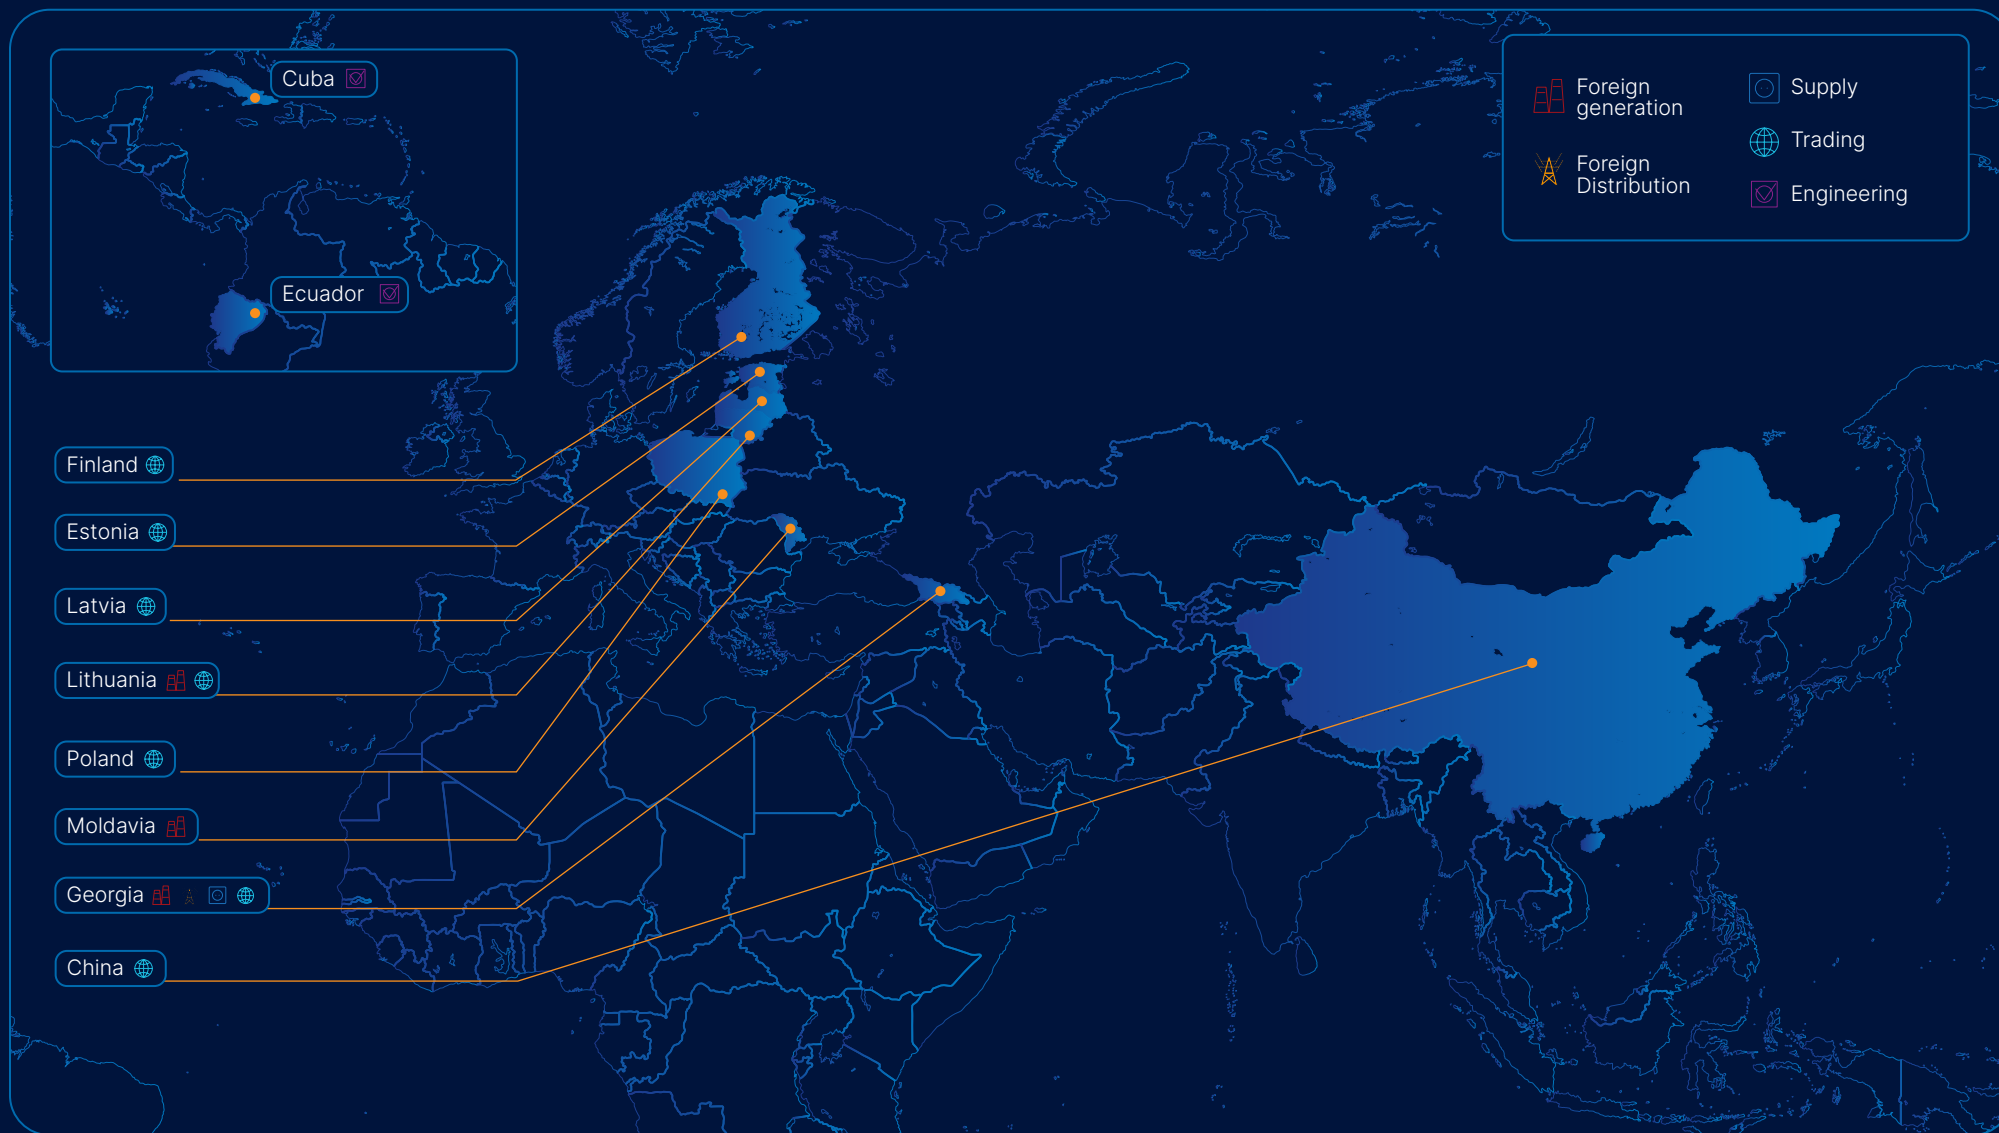 Cuba
Ecuador
Foreign
generation
Foreign
Distribution
Supply
Trading
Engineering
Finland
Estonia
Latvia
Lithuania
Poland
Moldavia
Georgia
China